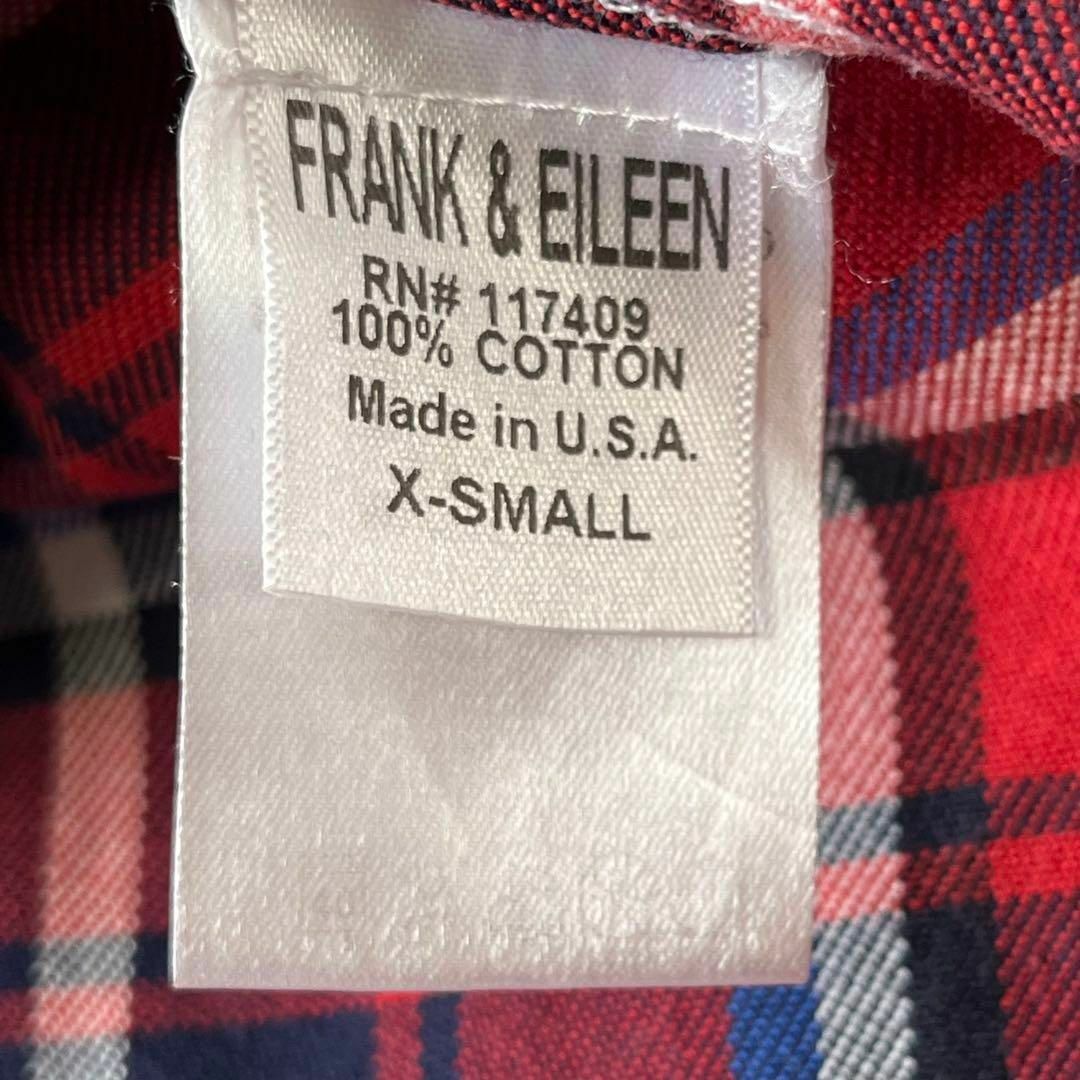 FRANK & EILEEN
RN# 117409
100% COTTON
Made in U.S.A.
X-SMALL